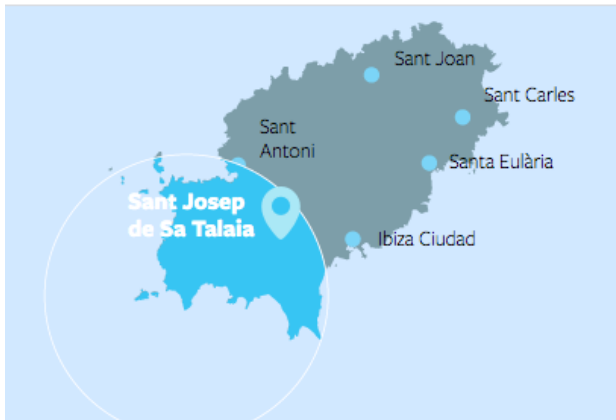 Sant Joan
Sant Carles
Sant
Antoni
Santa Eulària
Sant Josep
de Sa Talaia
Ibiza Ciudad